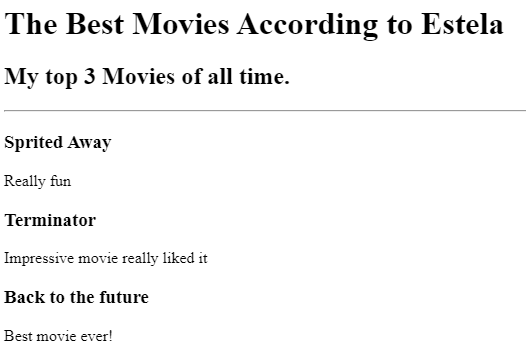 The Best Movies According to Estela
My top 3 Movies of all time.
Sprited Away
Really fun
Terminator
Impressive movie really liked it
Back to the future
Best movie ever!